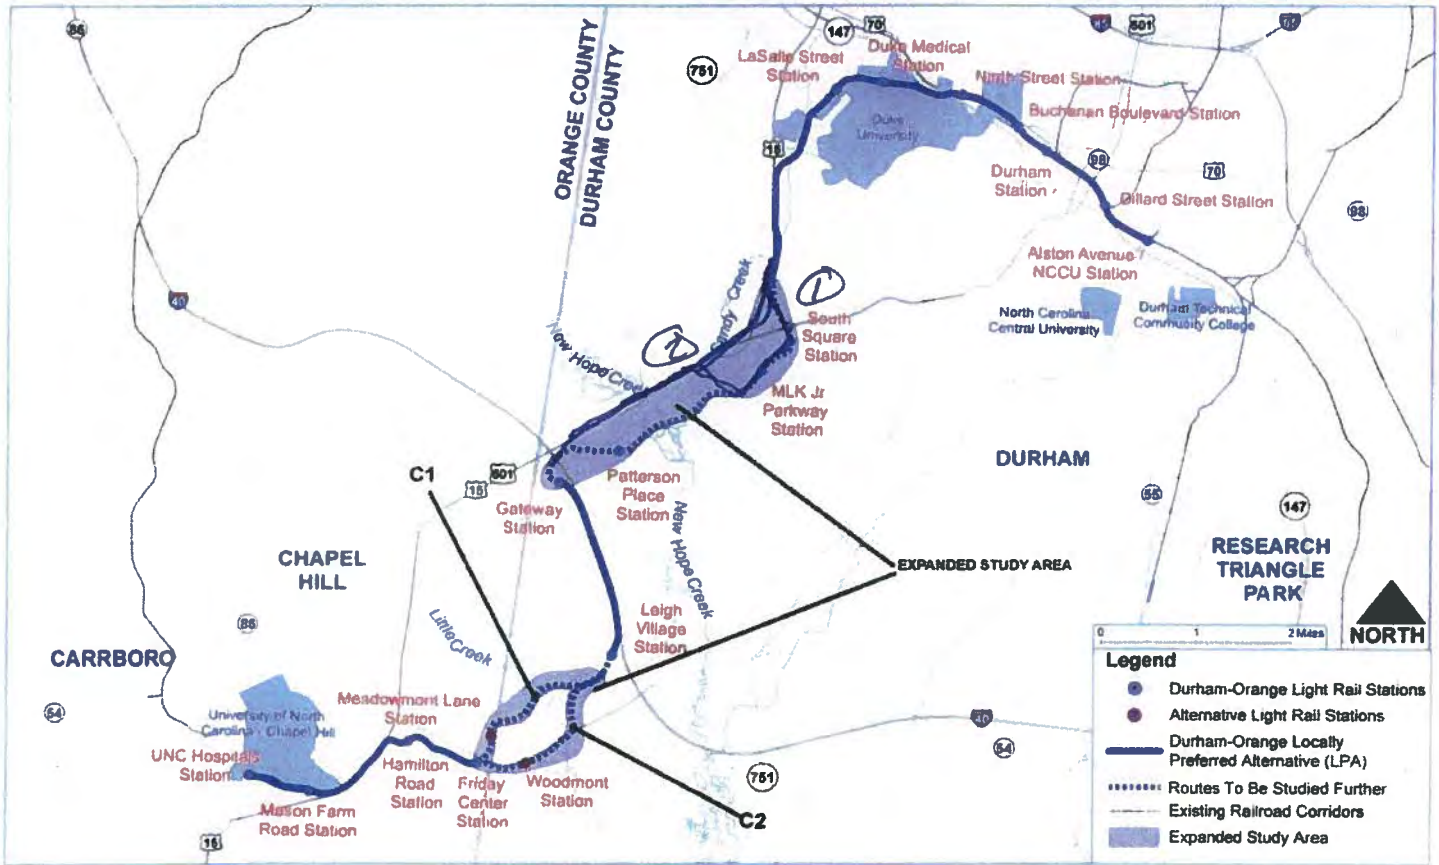 86
147
70
501
70
751
LaSalle Street
Station
Duke Medical
Station
Ninth Street Station
Buchanan Boulevard Station
ORANGE COUNTY
DURHAM COUNTY
Duke
University
15
98
70
Durham
Station
Dillard Street Station
98
Alston Avenue /
NCCU Station
North Carolina
Central University
Durham Technical
Community College
40
1
Sandy Creek
South
Square
Station
2
New Hope Creek
MLK Jr
Parkway
Station
DURHAM
C1
15
501
Gateway
Station
Patterson
Place
Station
New Hope Creek
55
147
EXPANDED STUDY AREA
RESEARCH
TRIANGLE
PARK
CHAPEL
HILL
86
Little Creek
Leigh
Village
Station
NORTH
CARRBORO
54
University of North
Carolina - Chapel Hill
UNC Hospitals
Station
Meadowmont Lane
Station
Hamilton
Road
Station
Friday
Center
Station
Woodmont
Station
Mason Farm
Road Station
15
751
C2
40
54
0 1 2 Miles
Legend
Durham-Orange Light Rail Stations
Alternative Light Rail Stations
Durham-Orange Locally
Preferred Alternative (LPA)
Routes To Be Studied Further
Existing Railroad Corridors
Expanded Study Area